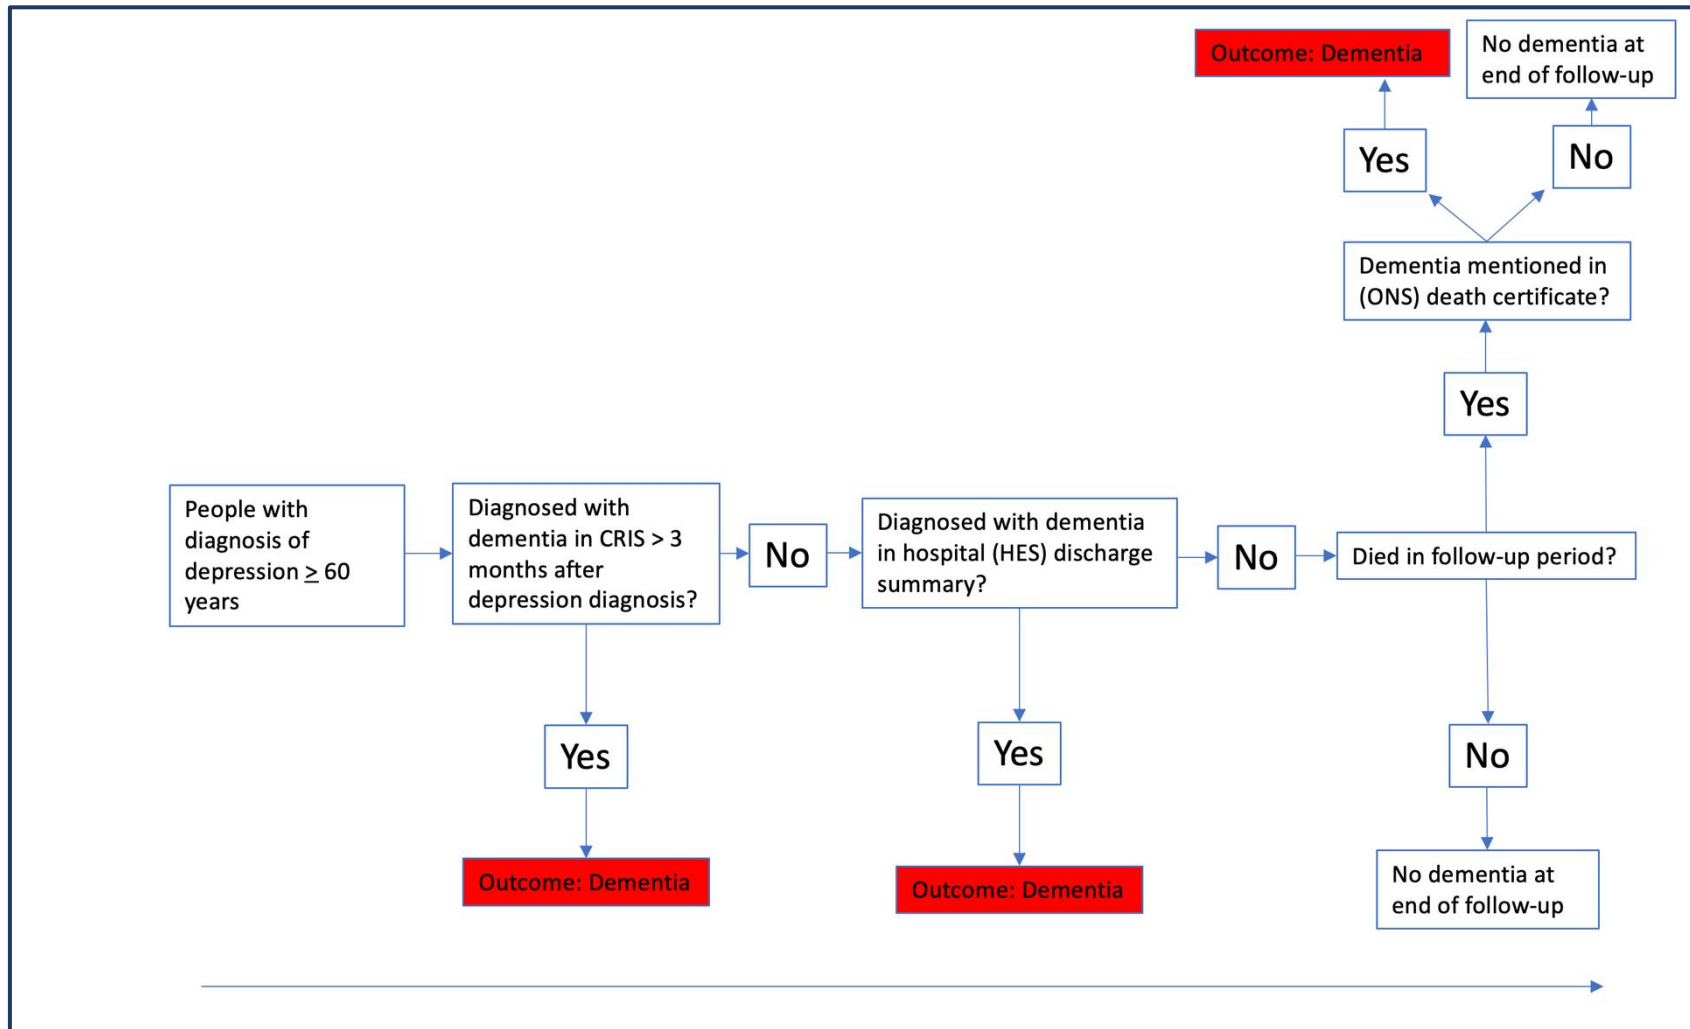 Outcome: Dementia
No dementia at
end of follow-up
Yes
No
Dementia mentioned in
(ONS) death certificate?
Yes
People with
diagnosis of
depression ≥ 60
years
Diagnosed with
dementia in CRIS > 3
months after
depression diagnosis?
No
Diagnosed with dementia
in hospital (HES) discharge
summary?
No
Died in follow-up period?
Yes
Yes
No
Outcome: Dementia
Outcome: Dementia
No dementia at
end of follow-up